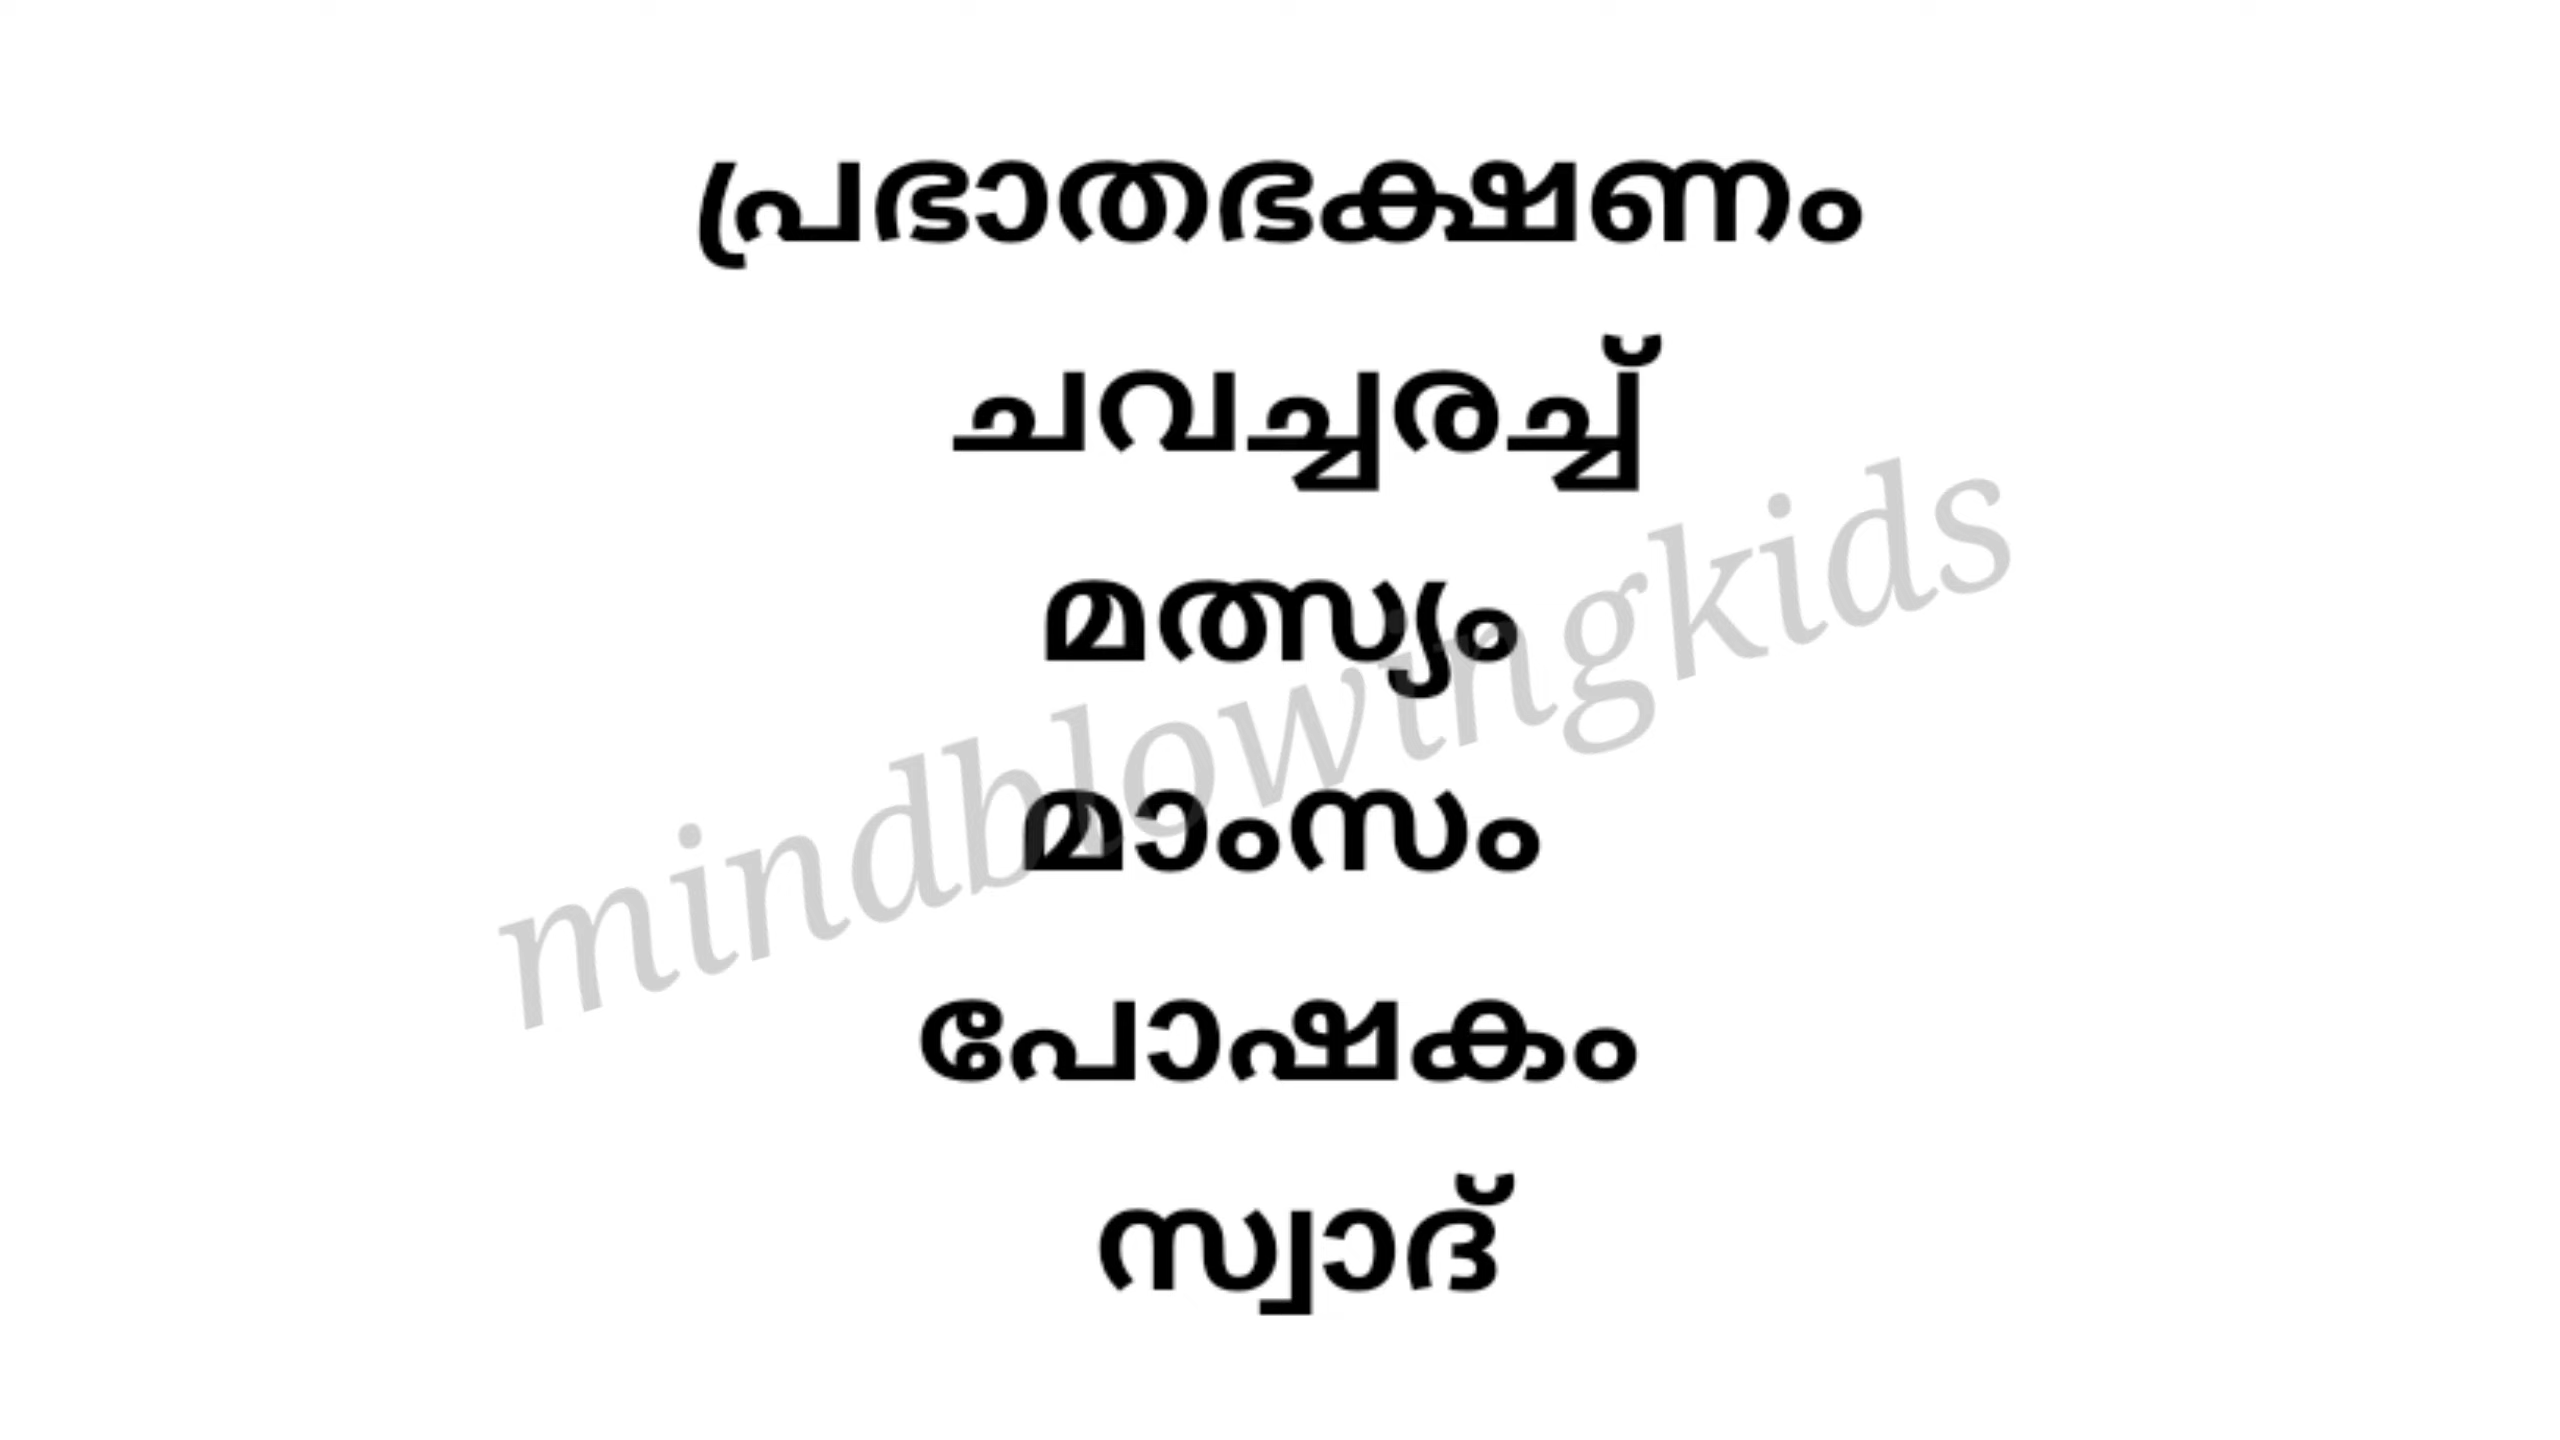 പ്രഭാതഭക്ഷണം
ചവച്ചരച്ച്
മത്സ്യം
മാംസം
പോഷകം
സ്വാദ്
mindblowingkids